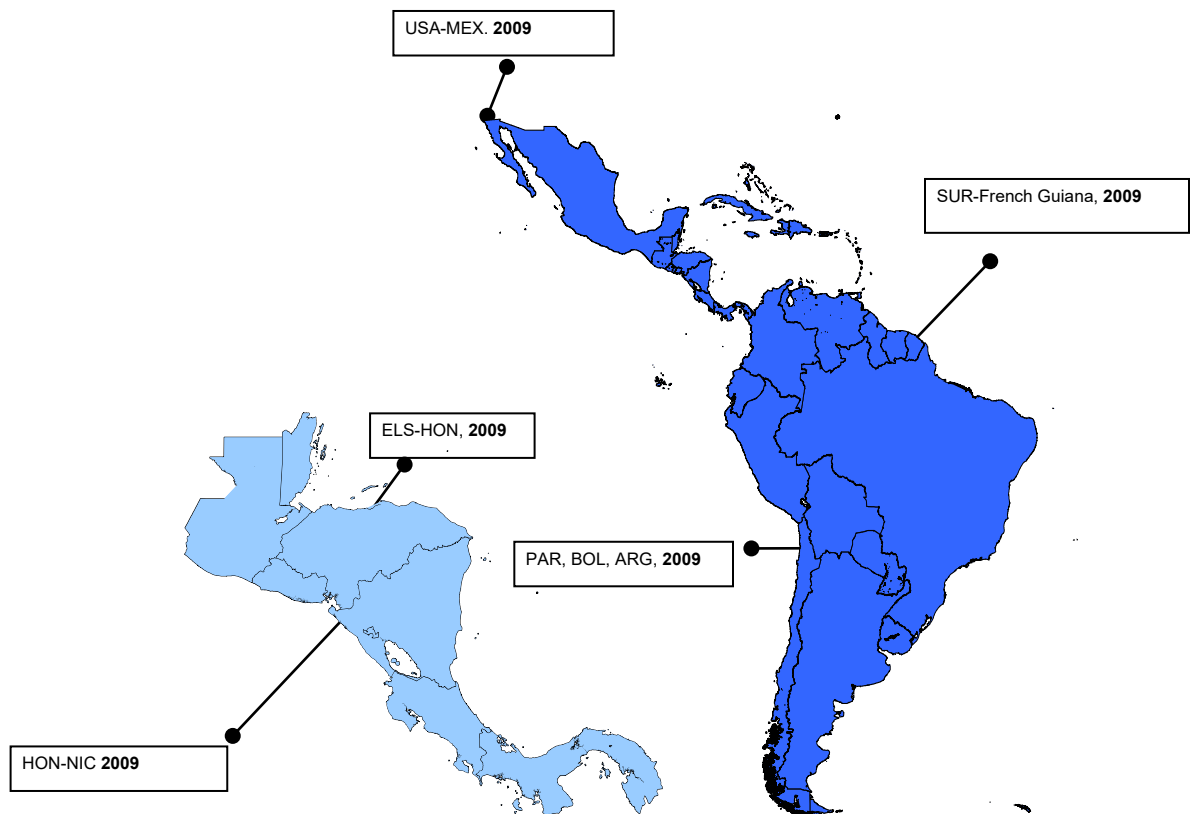 USA-MEX. 2009
SUR-French Guiana, 2009
ELS-HON, 2009
PAR, BOL, ARG, 2009
HON-NIC 2009